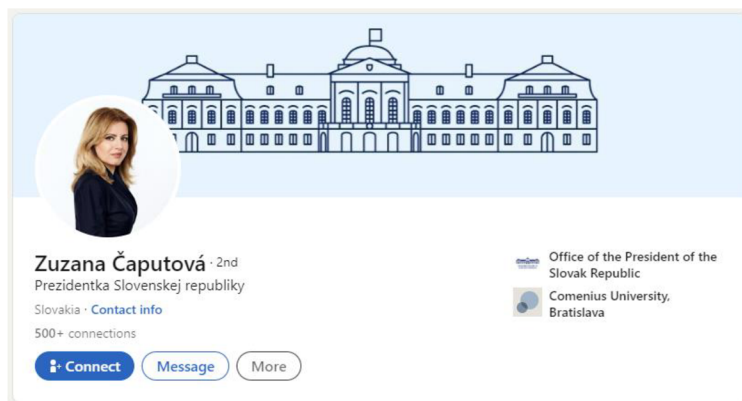 Zuzana Čaputová · 2nd
Prezidentka Slovenskej republiky
Slovakia · Contact info
500+ connections
Connect
Message
More
Office of the President of the
Slovak Republic
Comenius University,
Bratislava